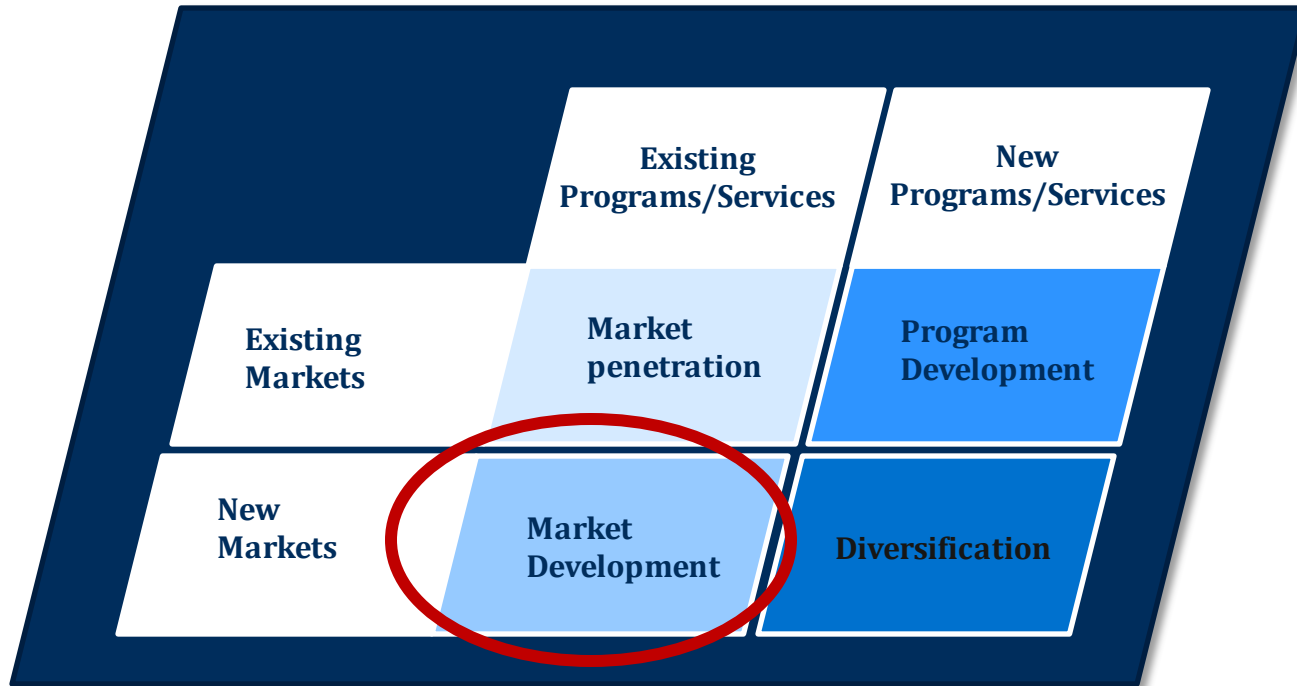 Existing
Programs/Services
New
Programs/Services
Existing
Markets
Market
penetration
Program
Development
New
Markets
Market
Development
Diversification